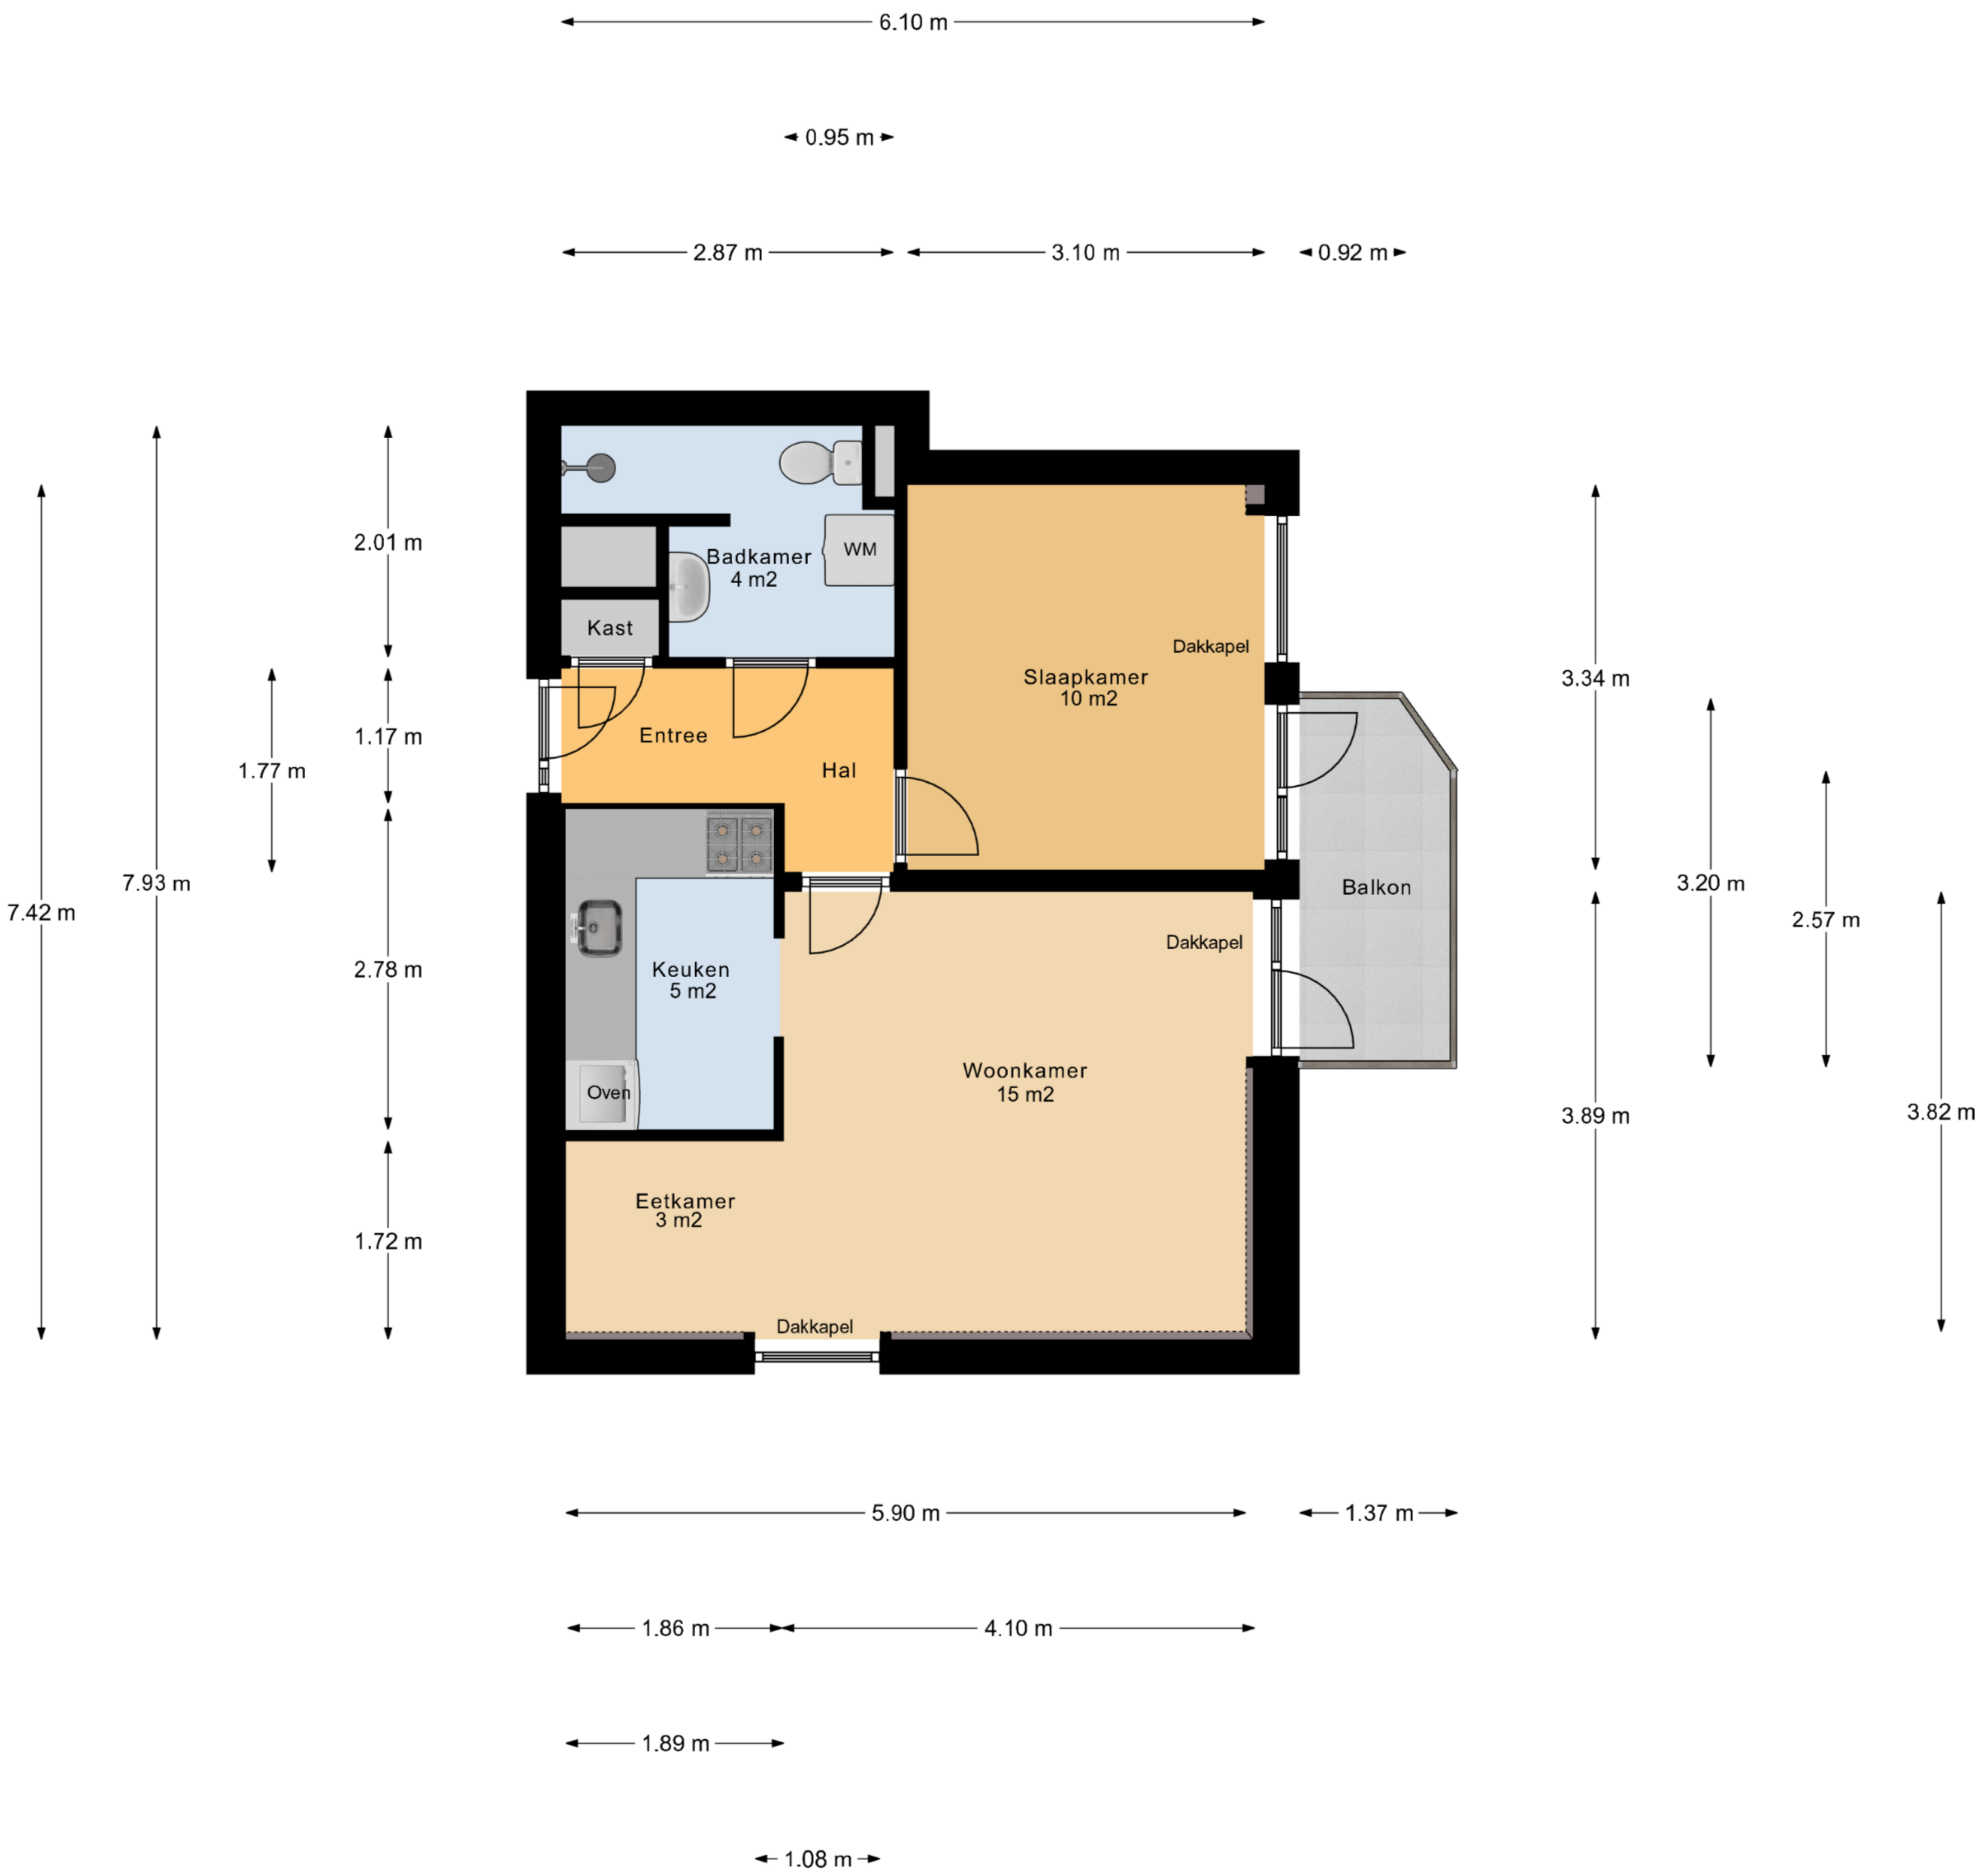 6.10 m
0.95 m
2.87 m
3.10 m
0.92 m
2.01 m
Badkamer
4 m2
WM
Kast
Dakkapel
Slaapkamer
10 m2
3.34 m
Entree
1.17 m
Hal
1.77 m
7.93 m
3.20 m
Balkon
7.42 m
2.57 m
Dakkapel
2.78 m
Keuken
5 m2
Woonkamer
15 m2
Oven
3.89 m
3.82 m
Eetkamer
3 m2
1.72 m
Dakkapel
5.90 m
1.37 m
1.86 m
4.10 m
1.89 m
1.08 m